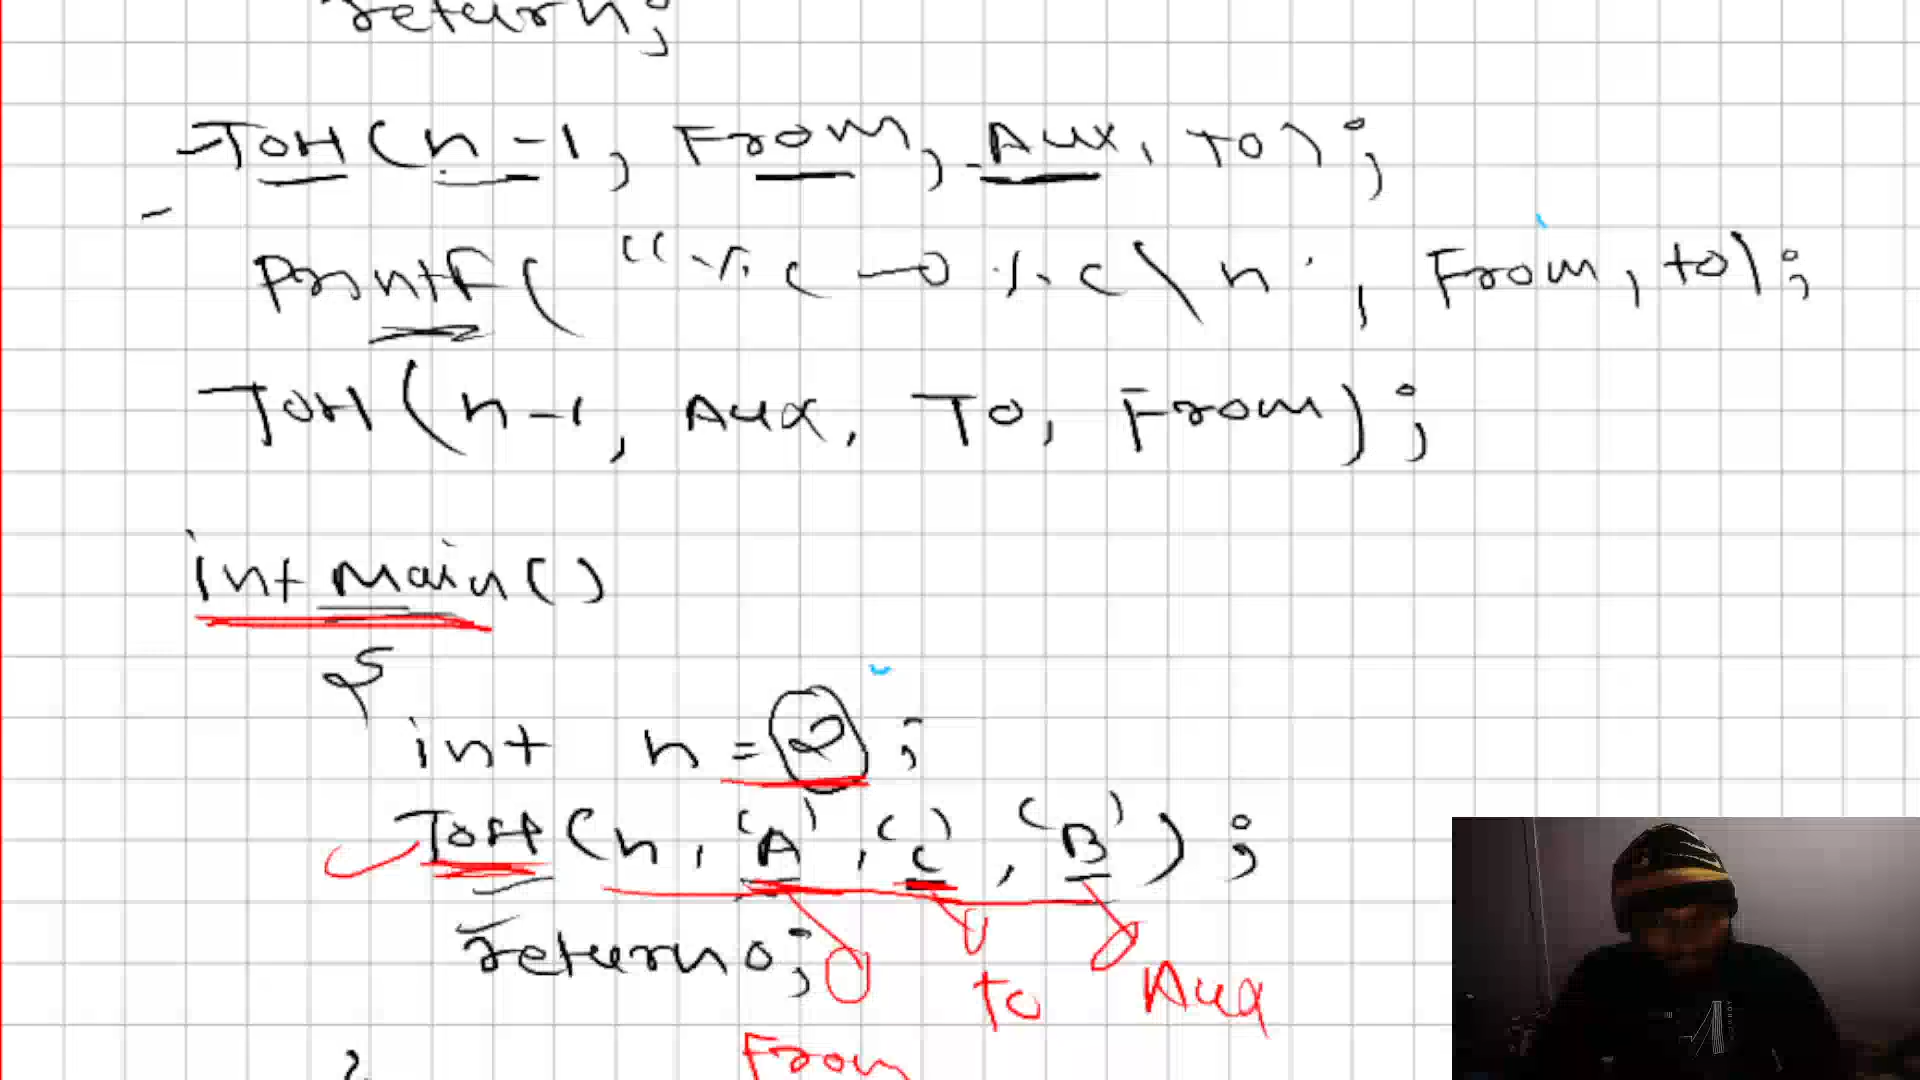 return;
TOH(n-1, From, Aux, To);
Printf("%c → %c\n", From, to);
TOH(n-1, Aux, To, From);
int main()
{
int n = 2;
TOH(n, 'A', 'C', 'B');
return 0;
to Aux
From
}